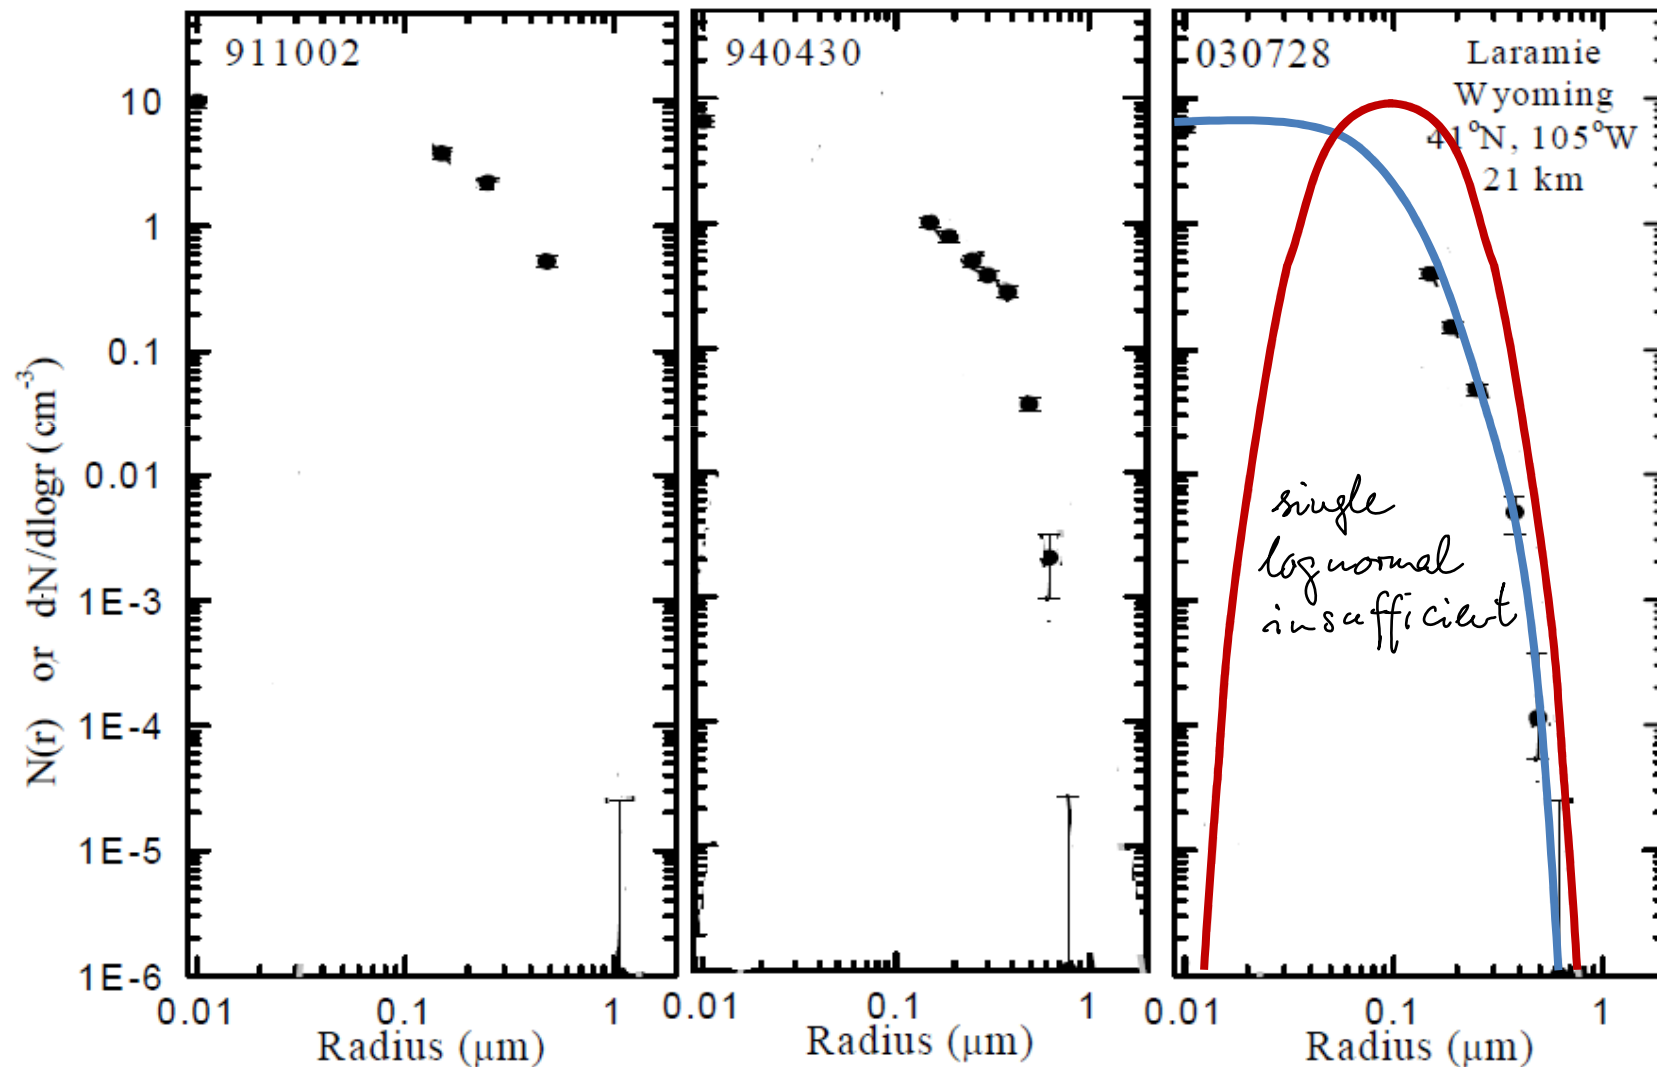 911002
940430
030728
Laramie
Wyoming
41°N, 105°W
21 km
N(r) or dN/dlogr (cm⁻³)
10
1
0.1
0.01
1E-3
1E-4
1E-5
1E-6
single
lognormal
insufficient
0.01 0.1 1
0.01 0.1 1
0.01 0.1 1
Radius (μm)
Radius (μm)
Radius (μm)